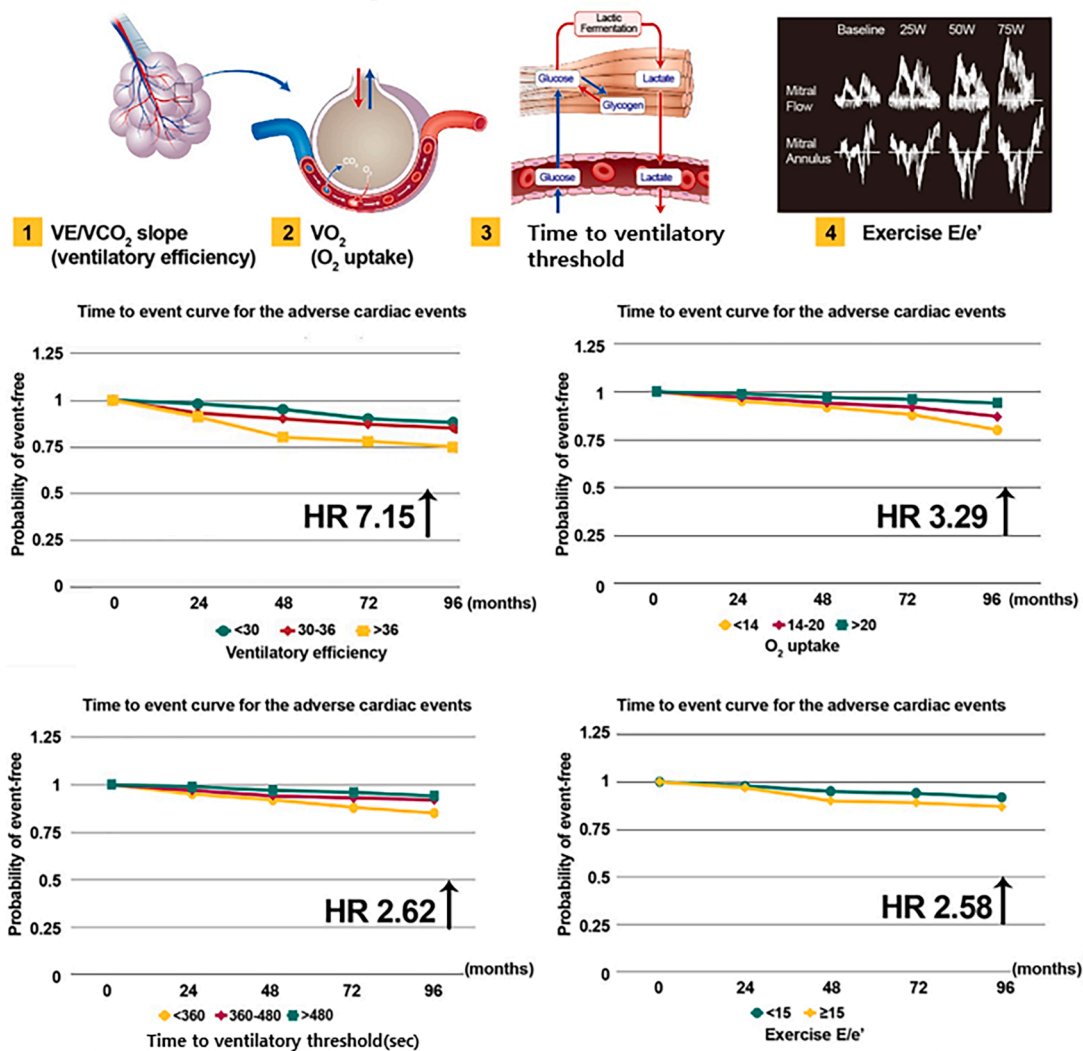 Lactic
Fermentation
Glucose
Lactate
Glycogen
CO2
O2
Glucose
Lactate
Baseline 25W 50W 75W
Mitral
Flow
Mitral
Annulus
1 VE/VCO2 slope
(ventilatory efficiency)
2 VO2
(O2 uptake)
3 Time to ventilatory
threshold
4 Exercise E/e’
Time to event curve for the adverse cardiac events
Probability of event-free
1.25
1
0.75
0.5
0.25
0
HR 7.15
0 24 48 72 96 (months)
<30 30-36 >36
Ventilatory efficiency
Time to event curve for the adverse cardiac events
Probability of event-free
1.25
1
0.75
0.5
0.25
0
HR 3.29
0 24 48 72 96 (months)
<14 14-20 >20
O2 uptake
Time to event curve for the adverse cardiac events
Probability of event-free
1.25
1
0.75
0.5
0.25
0
HR 2.62
(months)
0 24 48 72 96
<360 360-480 >480
Time to ventilatory threshold(sec)
Time to event curve for the adverse cardiac events
Probability of event-free
1.25
1
0.75
0.5
0.25
0
HR 2.58
(months)
0 24 48 72 96
<15 ≥15
Exercise E/e’